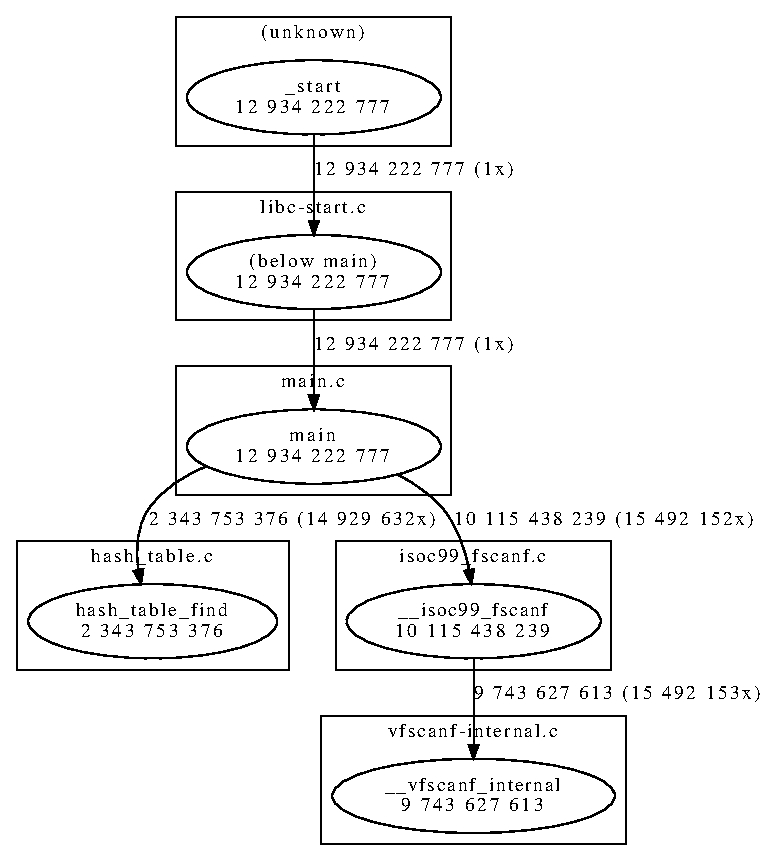 (unknown)
_start
12 934 222 777
12 934 222 777 (1x)
libc-start.c
(below main)
12 934 222 777
12 934 222 777 (1x)
main.c
main
12 934 222 777
2 343 753 376 (14 929 632x)
10 115 438 239 (15 492 152x)
hash_table.c
hash_table_find
2 343 753 376
isoc99_fscanf.c
__isoc99_fscanf
10 115 438 239
9 743 627 613 (15 492 153x)
vfscanf-internal.c
__vfscanf_internal
9 743 627 613